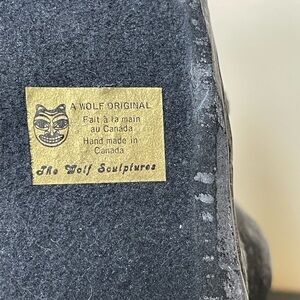 A WOLF ORIGINAL
Fait à la main
au Canada
Hand made in
Canada
The Wolf Sculptures